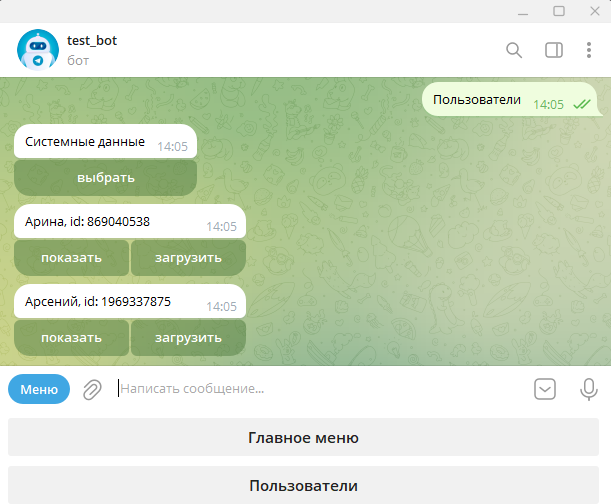 test_bot
бот
Пользователи 14:05
Системные данные 14:05
выбрать
Арина, id: 869040538 14:05
показать загрузить
Арсений, id: 1969337875 14:05
показать загрузить
Меню Написать сообщение...
Главное меню
Пользователи